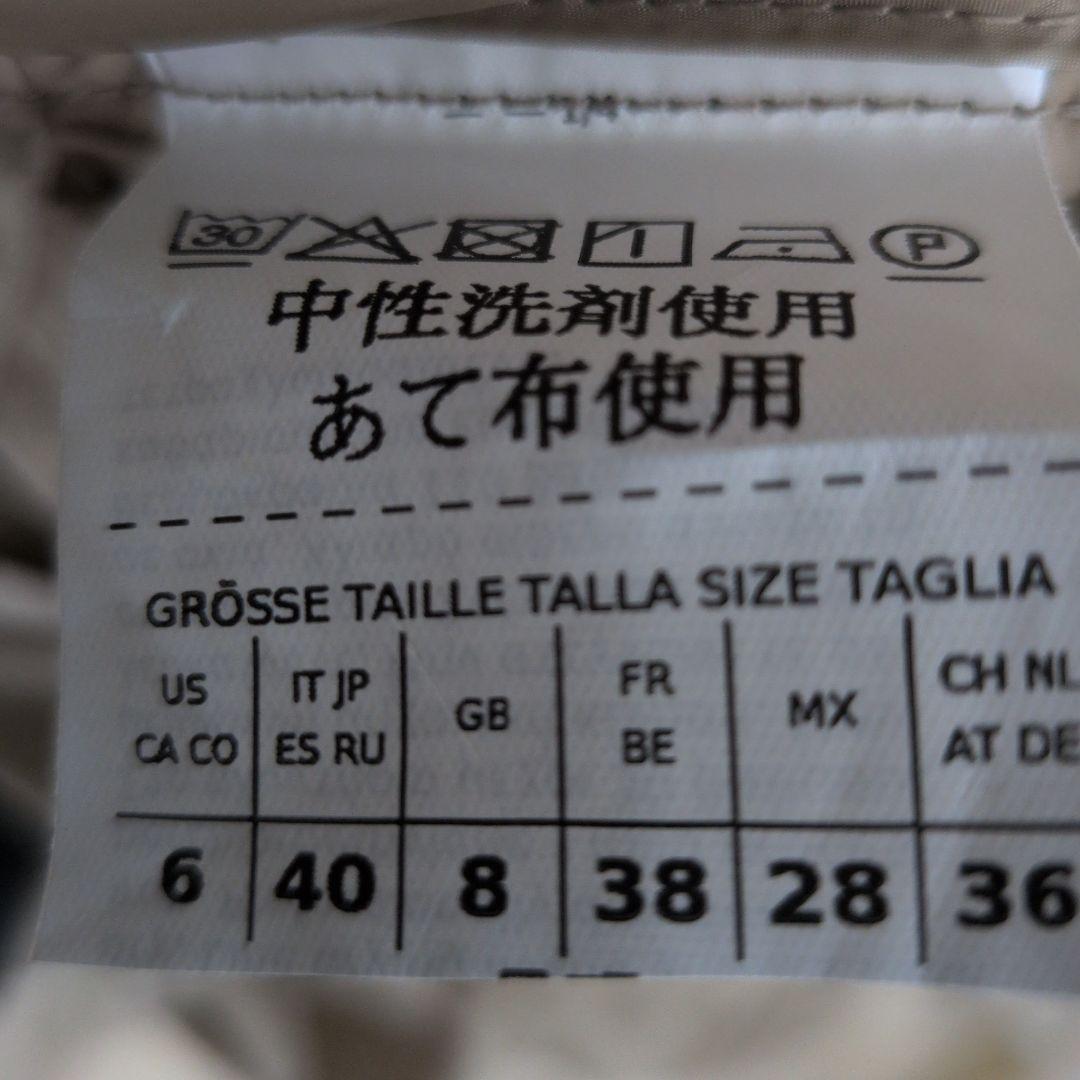 30 P
中性洗剤使用
あて布使用
GRÖSSE TAILLE TALLA SIZE TAGLIA
US IT JP GB FR MX CH NL
CA CO ES RU BE AT DE
6 40 8 38 28 36